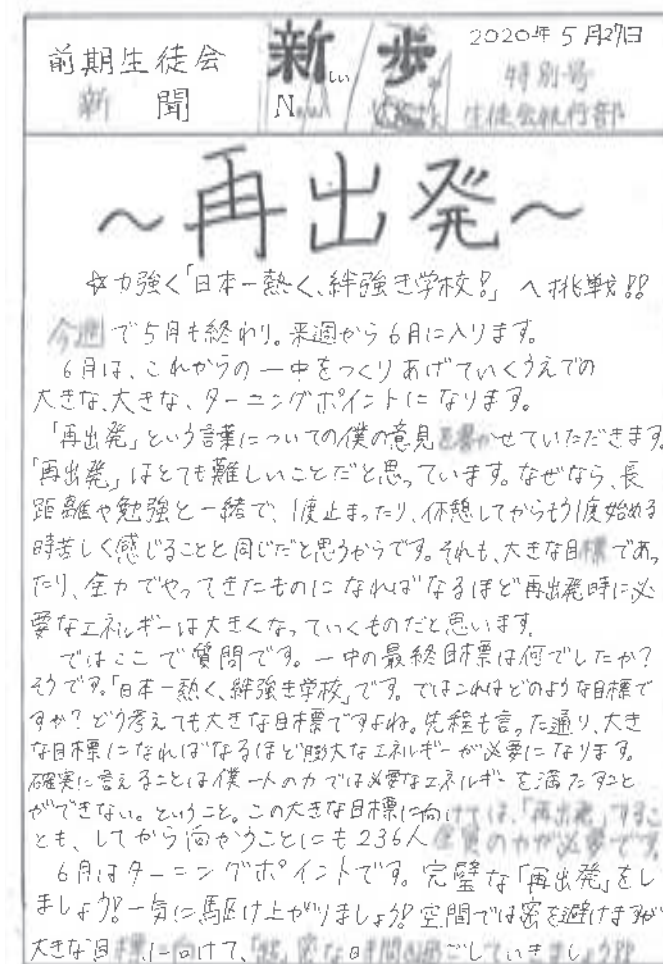 前期生徒会
新聞
新しい歩
2020年5月27日
特別号
生徒会執行部
～再出発～
☆力強く「日本一熱く、絆強き学校!!」へ挑戦!!
今週で5月も終わり。来週から6月に入ります。
6月は、これからの一中をつくりあげていくうえでの
大きな、大きな、ターニングポイントになります。
「再出発」という言葉についての僕の意見を書かせていただきます。
「再出発」はとても難しいことだと思っています。なぜなら、長
距離や勉強と一緒で、1度止まったり、休憩してからもう1度始める
時苦しく感じることと同じだと思うからです。それも、大きな目標であっ
たり、全力でやってきたものになればなるほど再出発時に必
要なエネルギーは大きくなっていくものだと思います。
ではここで質問です。一中の最終目標は何でしたか?
そうです。「日本一熱く、絆強き学校」です。ではこれはどのような目標で
すか?どう考えても大きな目標ですよね。先程も言った通り、大き
な目標になればなるほど膨大なエネルギーが必要になります。
確実に言えることは僕一人の力では必要なエネルギーを満たすこと
ができない。ということ。この大きな目標に向けては、「再出発」するこ
とも、してから向かうことにも236人全員の力が必要です。
6月はターニングポイントです。完璧な「再出発」をし
ましょう!!一気に駆け上がりましょう!!空間では密を避けますが
大きな目標に向けて、密な時間を過ごしていきましょう!!